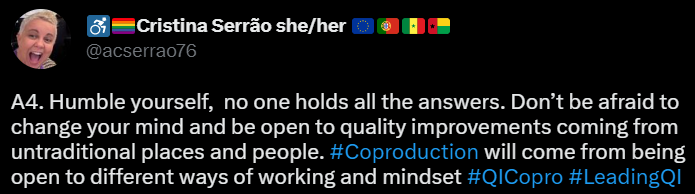 ♿🏳️‍🌈Cristina Serrão she/her 🇪🇺🇵🇹🇸🇳🇬🇼
@acserrao76
A4. Humble yourself,  no one holds all the answers. Don’t be afraid to
change your mind and be open to quality improvements coming from
untraditional places and people. #Coproduction will come from being
open to different ways of working and mindset #QICopro #LeadingQI